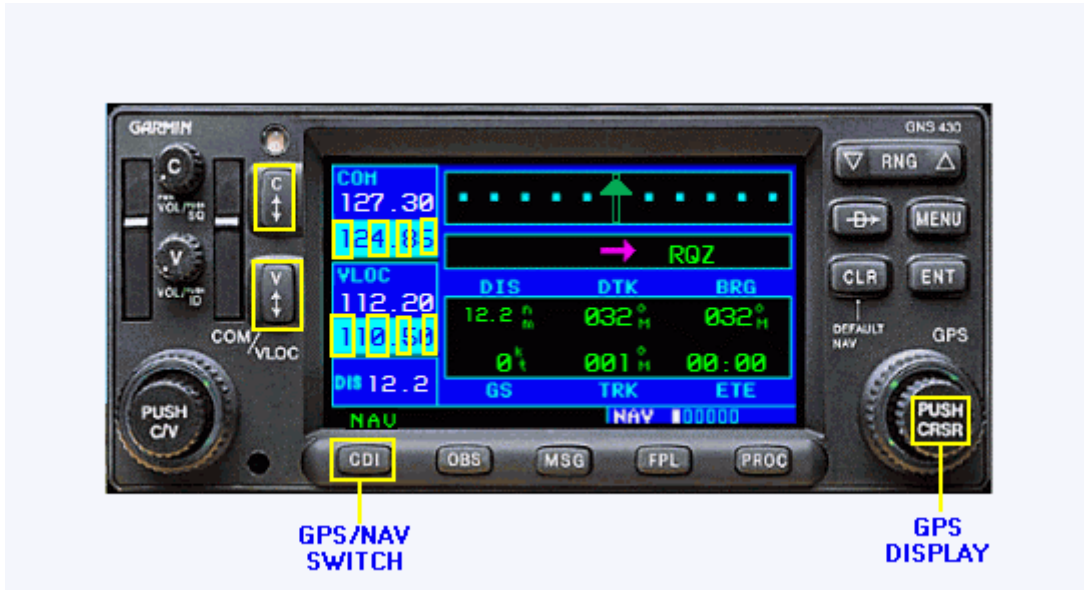 GARMIN
GNS 430
C
PWR VOL/PUSH SQ
V
VOL/PUSH ID
C
V
COM/VLOC
PUSH C/V
COM
127.30
124.85
VLOC
112.20
110.50
DIS 12.2
NAV
RQZ
DIS DTK BRG
12.2 n m 032° M 032° M
0 k t 001° M 00:00
GS TRK ETE
NAV
RNG
D
MENU
CLR ENT
DEFAULT NAV
GPS
PUSH CRSR
CDI OBS MSG FPL PROC
GPS/NAV
SWITCH
GPS
DISPLAY